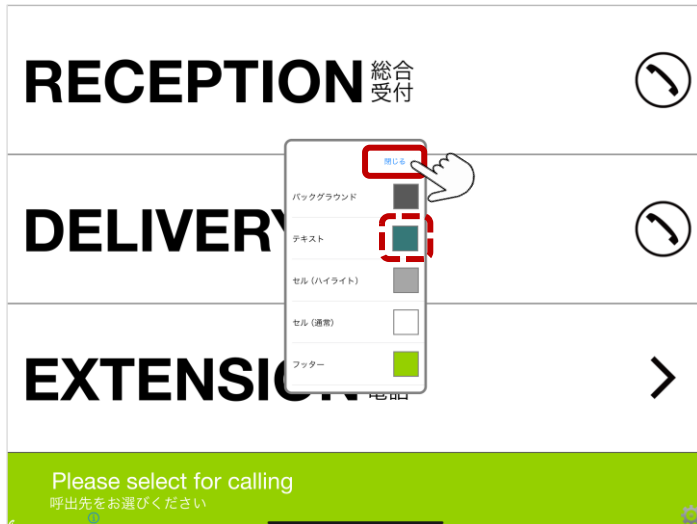 RECEPTION 総合
受付
閉じる
バックグラウンド
DELIVERY
テキスト
セル (ハイライト)
セル (通常)
EXTENSION 電話
フッター
Please select for calling
呼出先をお選びください